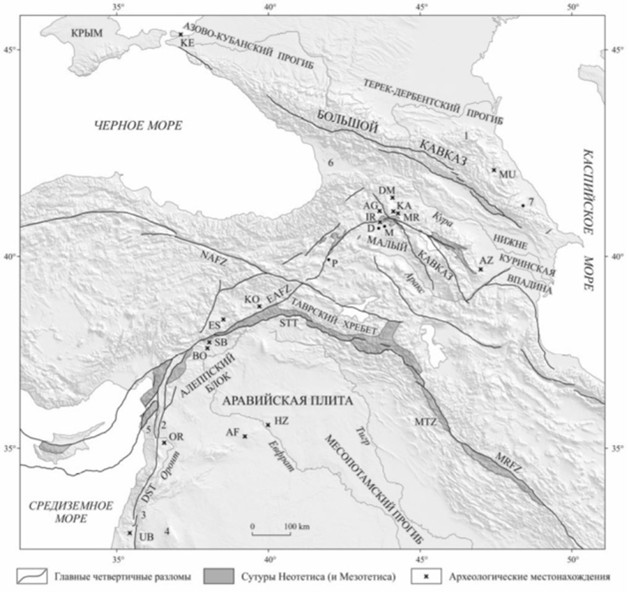 35°
40°
45°
50°
45°
КРЫМ
KE
АЗОВО-КУБАНСКИЙ ПРОГИБ
45°
ТЕРЕК-ДЕРБЕНТСКИЙ ПРОГИБ
ЧЕРНОЕ МОРЕ
БОЛЬШОЙ
КАВКАЗ
1
6
MU
7
КАСПИЙСКОЕ МОРЕ
DM
AG
KA
IR
MR
D
M
Кура
МАЛЫЙ
КАВКАЗ
НИЖНЕ
КУРИНСКАЯ
ВПАДИНА
AZ
40°
40°
NAFZ
P
Аракс
KO
EAFZ
ТАВРСКИЙ ХРЕБЕТ
ES
STT
SB
BO
АЛЕППСКИЙ
БЛОК
АРАВИЙСКАЯ ПЛИТА
HZ
AF
MTZ
5
2
OR
35°
35°
Оронт
Евфрат
Тигр
МЕСОПОТАМСКИЙ ПРОГИБ
MRFZ
DST
СРЕДИЗЕМНОЕ
МОРЕ
3
4
UB
0 100 km
35°
40°
45°
50°
Главные четвертичные разломы
Сутуры Неотетиса (и Мезотетиса)
Археологические местонахождения